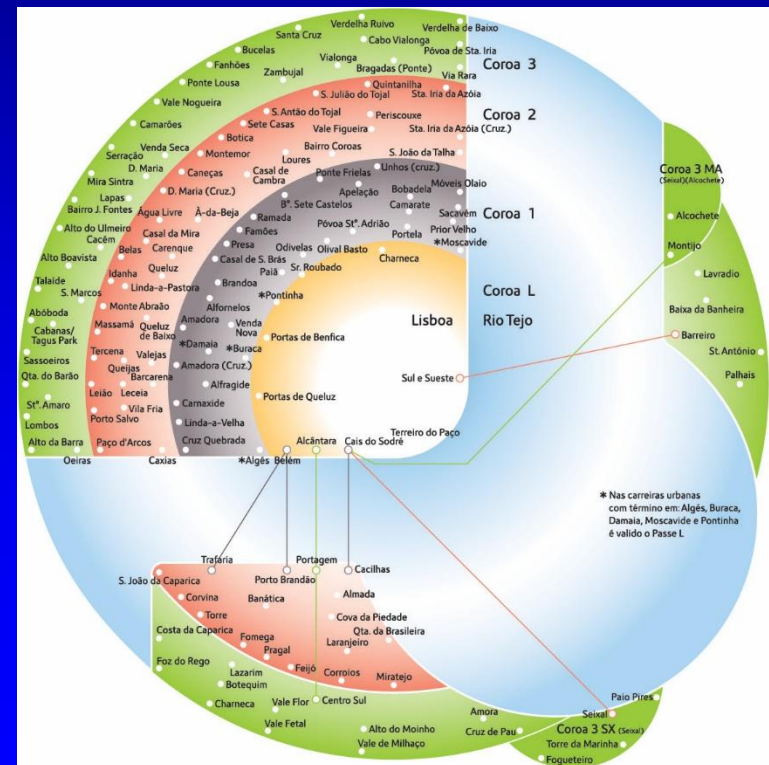 Verdelha Ruivo
Verdelha de Baixo
Santa Cruz
Cabo Vialonga
Bucelas
Póvoa de Sta. Iria
Fanhões
Vialonga
Coroa 3
Bragadas (Ponte)
Ponte Lousa
Zambujal
Via Rara
Quintanilha
Vale Nogueira
S. Julião do Tojal
Sta. Iria da Azóia
Coroa 2
S. Antão do Tojal
Periscouxe
Camarões
Sete Casas
Vale Figueira
Sta. Iria da Azóia (Cruz.)
Botica
Venda Seca
Bairro Coroas
Serração
Montemor
Loures
S. João da Talha
D. Maria
Unhos (cruz.)
Caneças
Casal de
Cambra
Ponte Frielas
Coroa 3 MA
(Seixal)(Alcochete)
Mira Sintra
Apelação
Bobadela
Móveis Olaio
D. Maria (Cruz.)
Lapas
B°. Sete Castelos
Camarate
Bairro J. Fontes
Água Livre
À-da-Beja
Ramada
Sacavém
Coroa 1
Alcochete
Alto do Ulmeiro
Casal da Mira
Famões
Póvoa St°. Adrião
Portela
Prior Velho
Cacém
Belas
Carenque
Presa
Odivelas
Olival Basto
*Moscavide
Montijo
Alto Boavista
Casal de S. Brás
Charneca
Idanha
Queluz
Paiã
Sr. Roubado
Lavradio
Talaide
Linda-a-Pastora
Brandoa
Coroa L
S. Marcos
*Pontinha
Monte Abraão
Alfornelos
Baixa da Banheira
Abóboda
Massamá
Queluz
de Baixo
Amadora
Venda
Nova
Lisboa
Rio Tejo
Cabanas/
Tagus Park
*Damaia
Portas de Benfica
Barreiro
Tercena
Valejas
*Buraca
Sassoeiros
Queijas
Amadora (Cruz.)
St. António
Qta. do Barão
Barcarena
Sul e Sueste
Palhais
Leião
Leceia
Alfragide
St°. Amaro
Vila Fria
Carnaxide
Portas de Queluz
Lombos
Porto Salvo
Linda-a-Velha
Terreiro do Paço
Alto da Barra
Paço d'Arcos
Cruz Quebrada
Alcântara
Cais do Sodré
Oeiras
Caxias
*Algés
Belém
* Nas carreiras urbanas
com término em: Algés, Buraca,
Damaia, Moscavide e Pontinha
é valido o Passe L
Trafaria
Portagem
S. João da Caparica
Porto Brandão
Cacilhas
Corvina
Banática
Almada
Torre
Cova da Piedade
Costa da Caparica
Fomega
Qta. da Brasileira
Pragal
Laranjeiro
Foz do Rego
Lazarim
Feijó
Corroios
Miratejo
Botequim
Charneca
Vale Flor
Centro Sul
Paio Pires
Amora
Seixal
Vale Fetal
Alto do Moinho
Cruz de Pau
Coroa 3 SX (Seixal)
Vale de Milhaço
Torre da Marinha
Fogueteiro